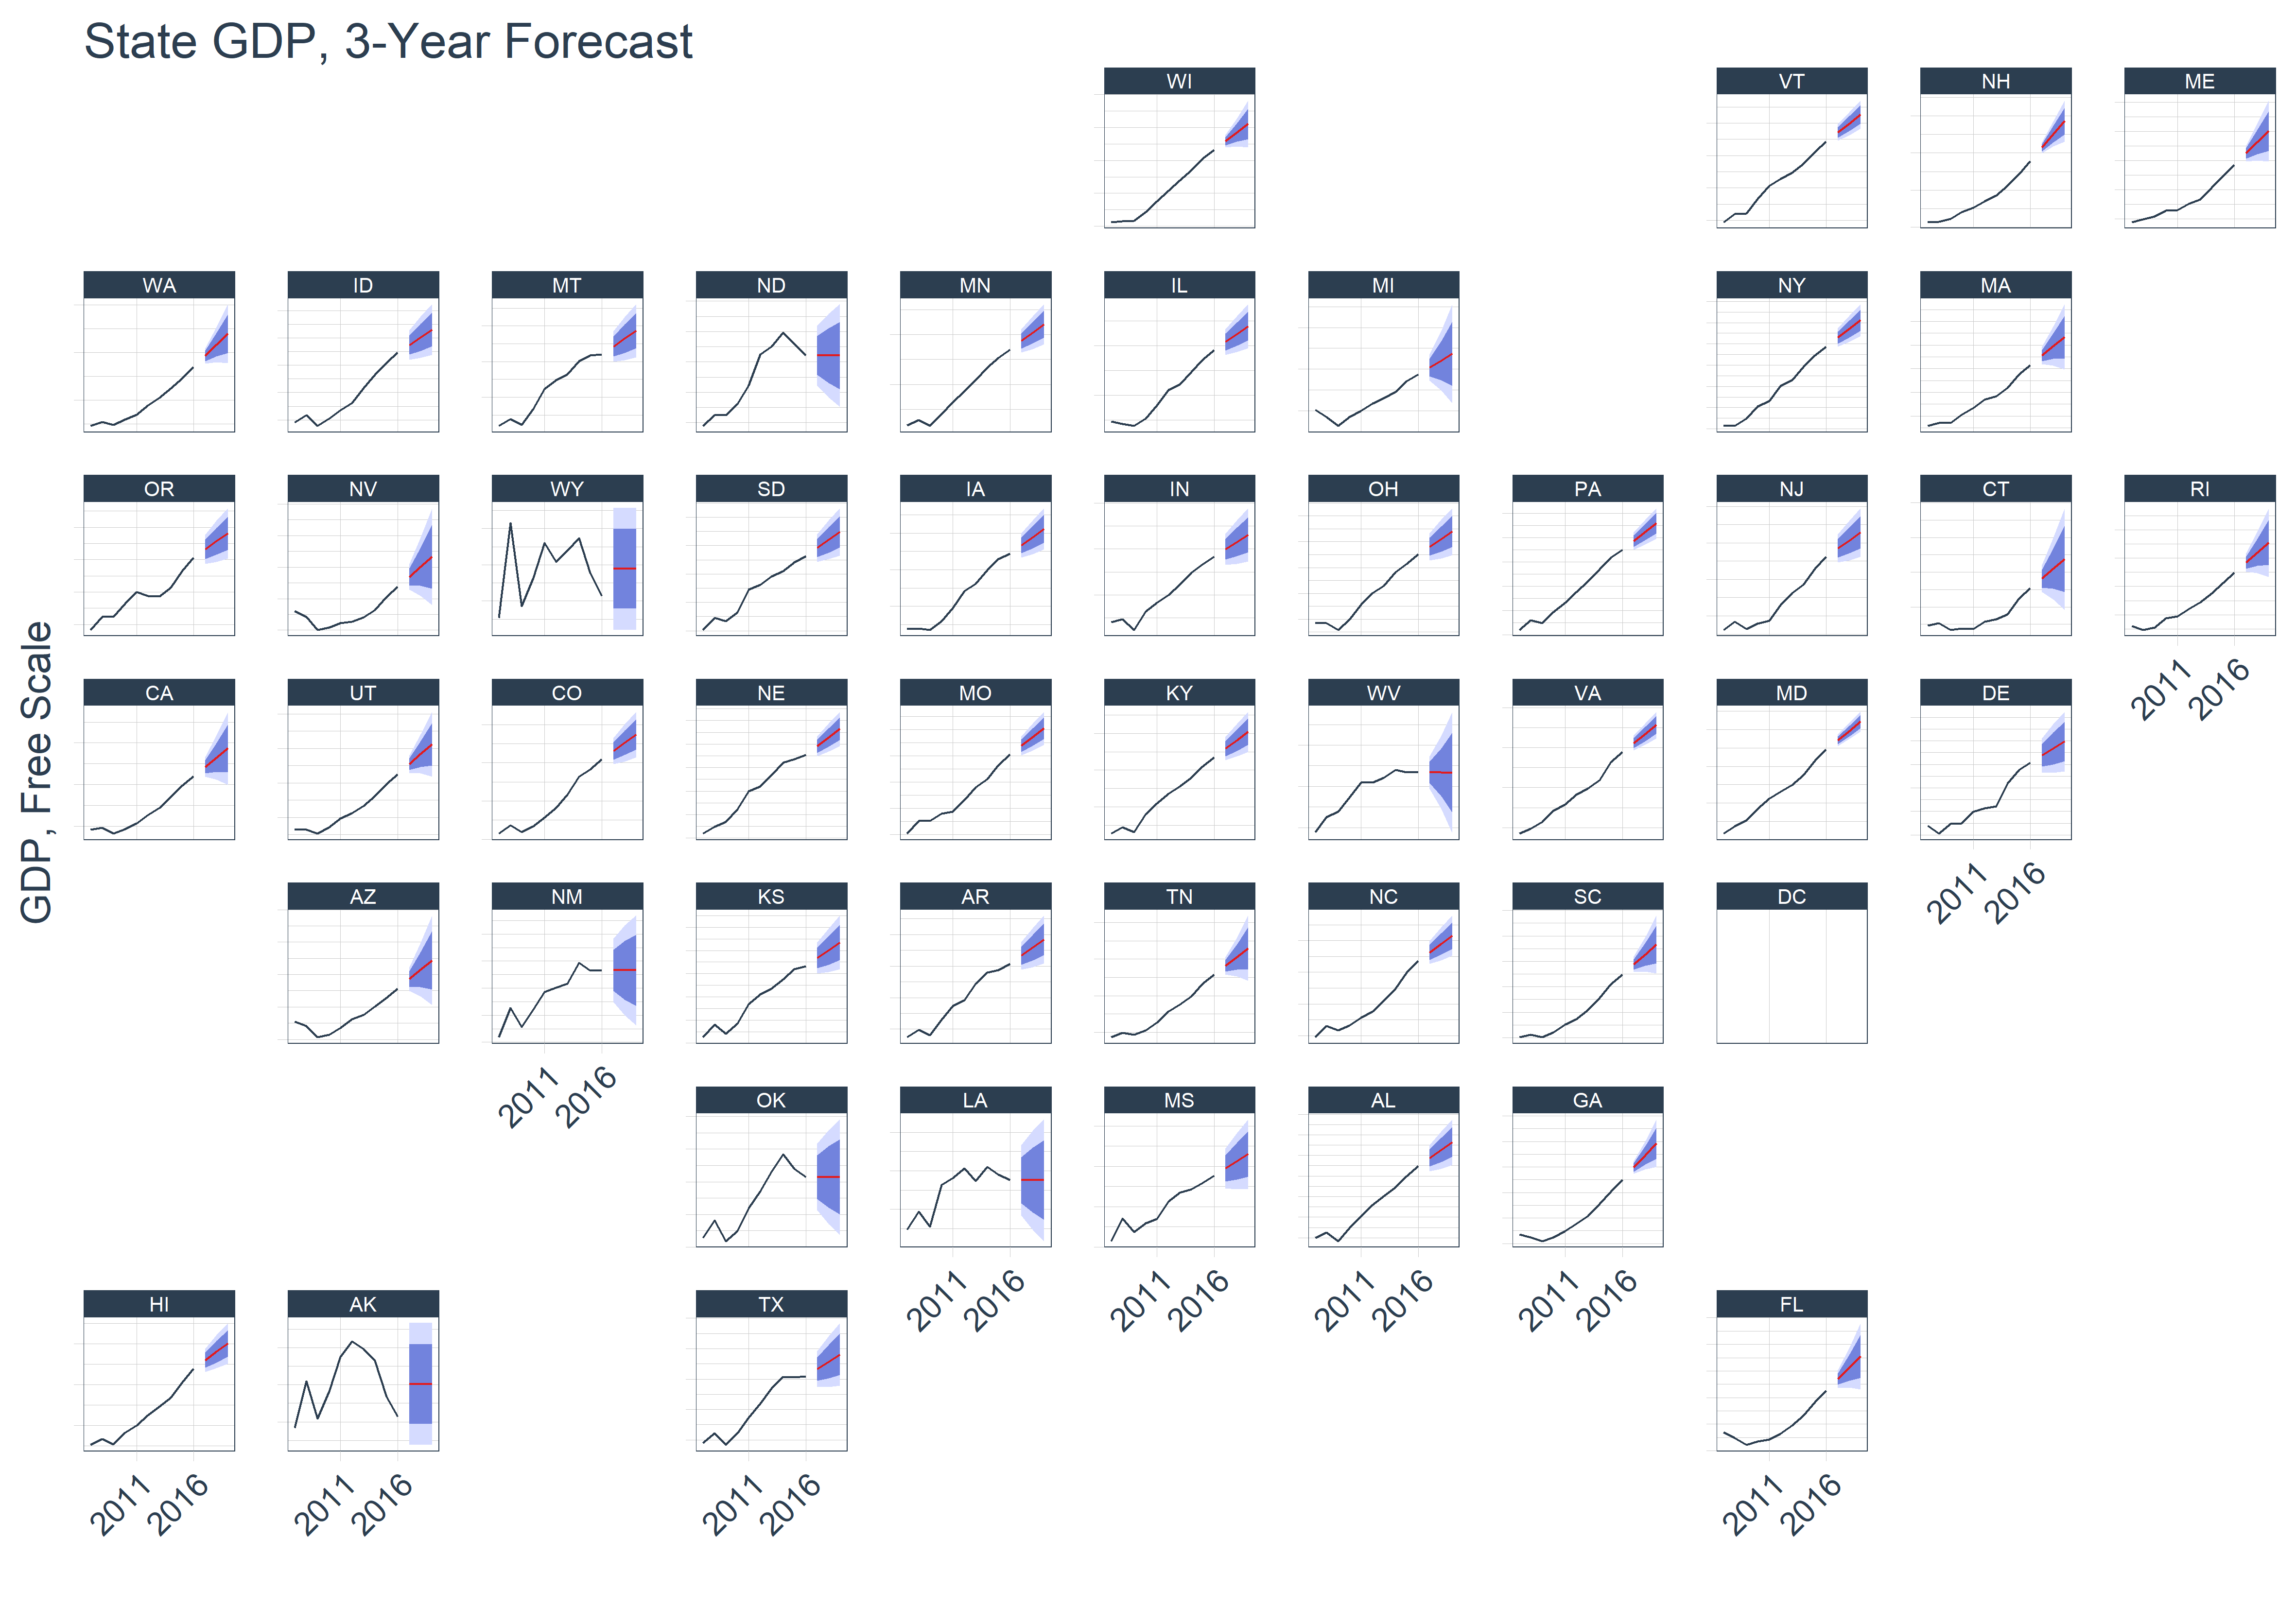 State GDP, 3-Year Forecast
WI
VT
NH
ME
WA
ID
MT
ND
MN
IL
MI
NY
MA
OR
NV
WY
SD
IA
IN
OH
PA
NJ
CT
RI
2011
2016
CA
UT
CO
NE
MO
KY
WV
VA
MD
DE
2011
2016
AZ
NM
KS
AR
TN
NC
SC
DC
2011
2016
OK
LA
MS
AL
GA
2011
2016
2011
2016
2011
2016
2011
2016
HI
AK
TX
FL
2011
2016
2011
2016
2011
2016
2011
2016
GDP, Free Scale